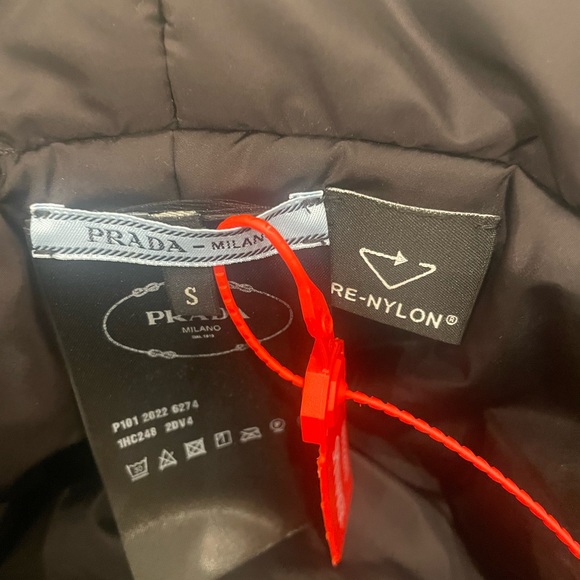 PRADA - MILAN
S
PRADA
MILANO
P101 2022 6274
1HC248 2DV4
RE-NYLON®